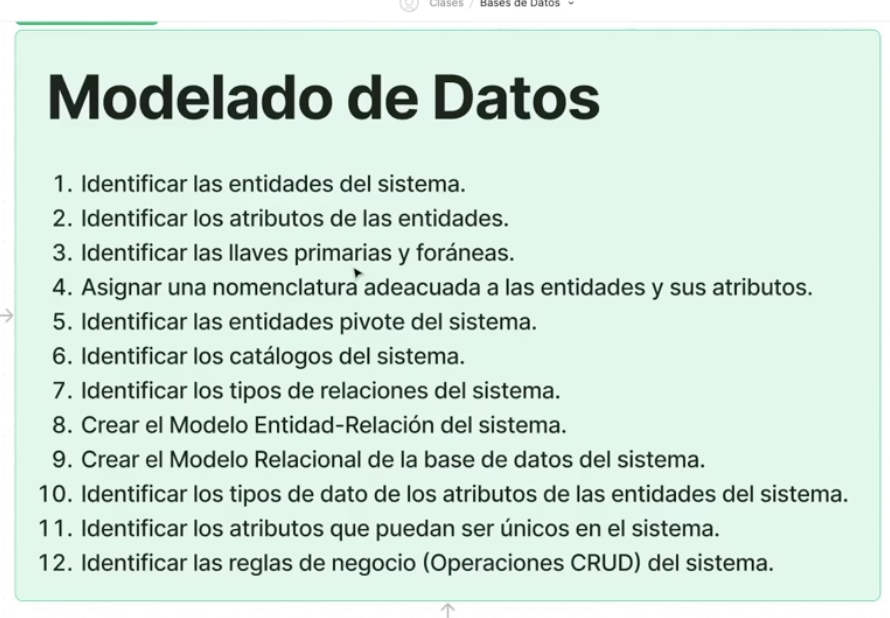 Clases / Bases de Datos
Modelado de Datos
1. Identificar las entidades del sistema.
2. Identificar los atributos de las entidades.
3. Identificar las llaves primarias y foráneas.
4. Asignar una nomenclatura adeacuada a las entidades y sus atributos.
5. Identificar las entidades pivote del sistema.
6. Identificar los catálogos del sistema.
7. Identificar los tipos de relaciones del sistema.
8. Crear el Modelo Entidad-Relación del sistema.
9. Crear el Modelo Relacional de la base de datos del sistema.
10. Identificar los tipos de dato de los atributos de las entidades del sistema.
11. Identificar los atributos que puedan ser únicos en el sistema.
12. Identificar las reglas de negocio (Operaciones CRUD) del sistema.